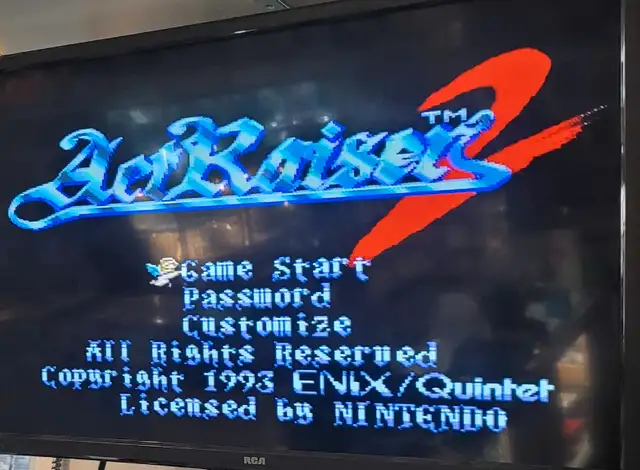 ActRaiser 2 TM
Game Start
Password
Customize
All Rights Reserved
Copyright 1993 ENIX/Quintet
Licensed by NINTENDO
RCA